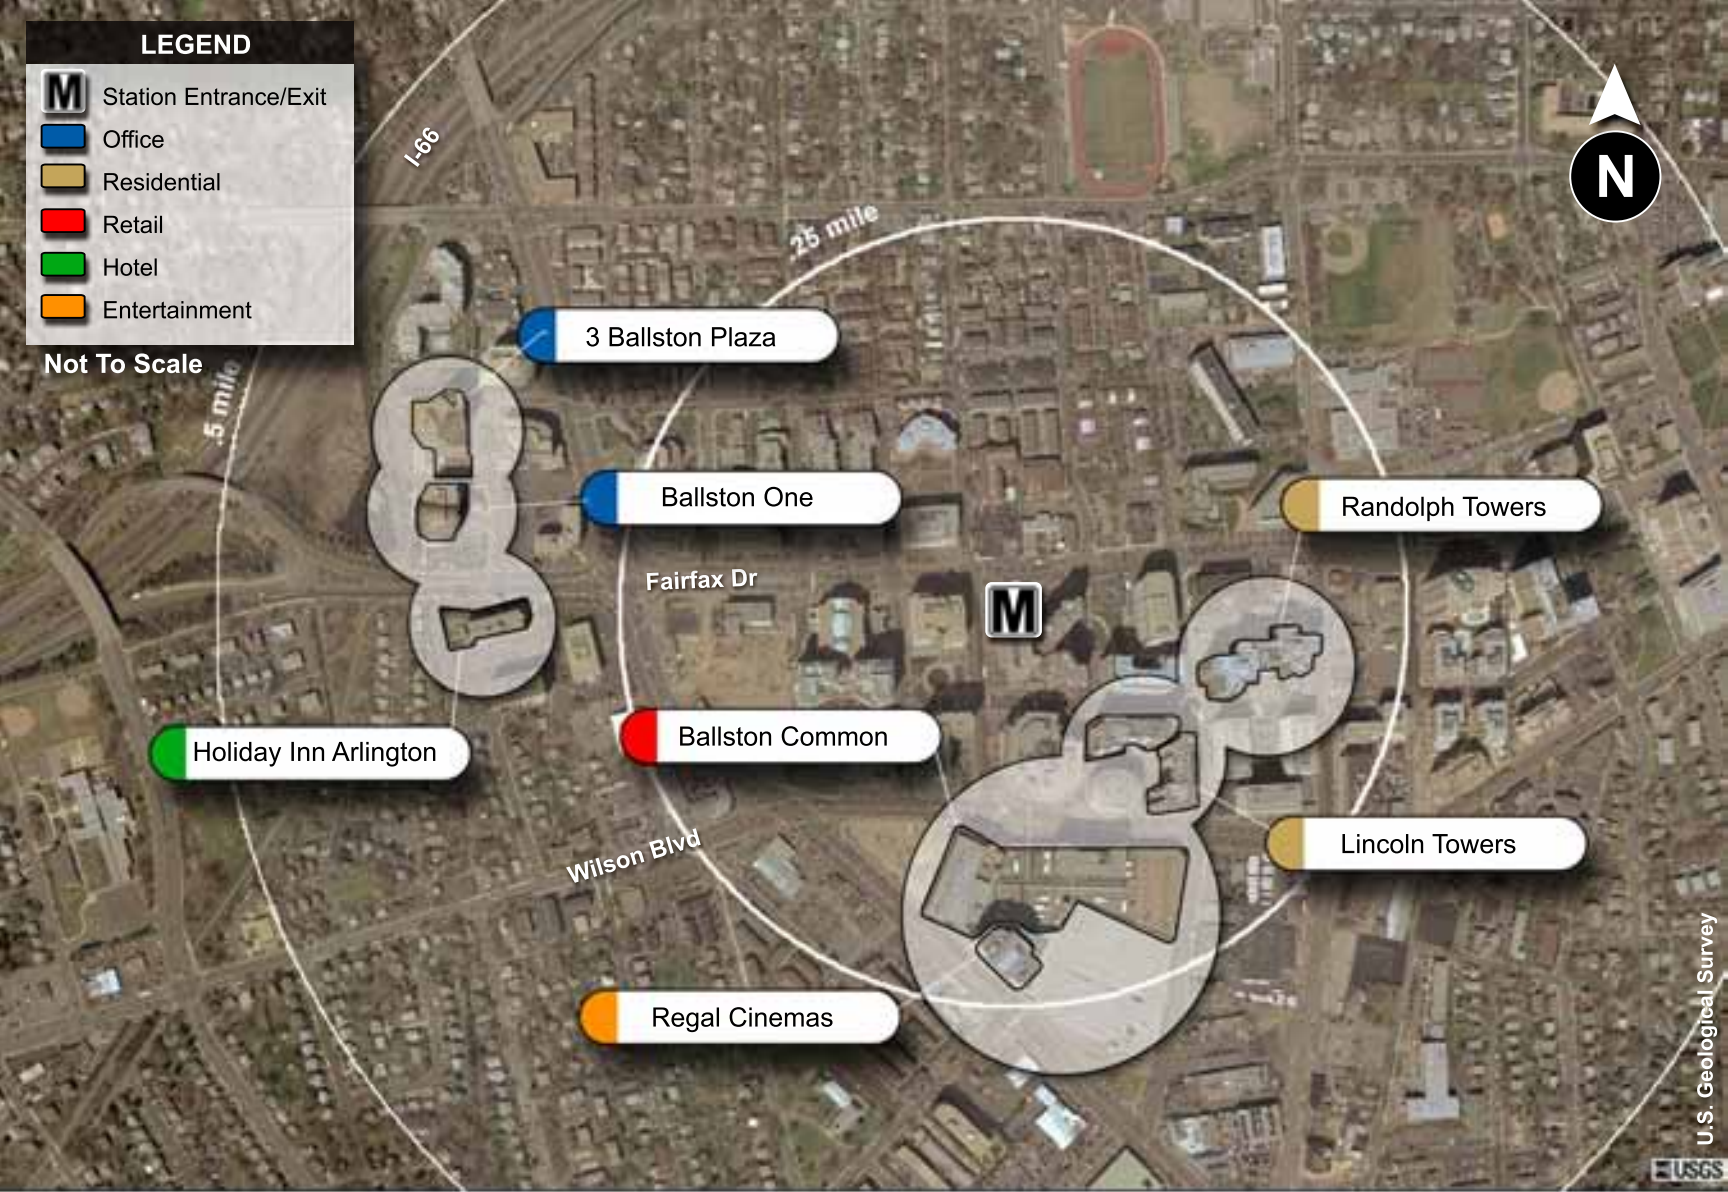 LEGEND
M Station Entrance/Exit
Office
Residential
Retail
Hotel
Entertainment
Not To Scale
I-66
N
.25 mile
.5 mile
3 Ballston Plaza
Ballston One
Randolph Towers
Fairfax Dr
M
Ballston Common
Holiday Inn Arlington
Wilson Blvd
Lincoln Towers
Regal Cinemas
U.S. Geological Survey
USGS